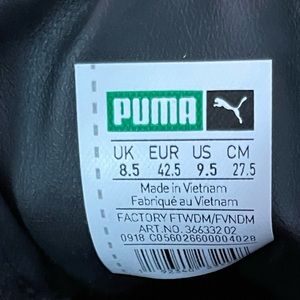 PUMA
UK EUR US CM
8.5 42.5 9.5 27.5
Made in Vietnam
Fabriqué au Vietnam
FACTORY FTWDM/FVNDM
ART.NO. 366332 02
0918 C056026600004028